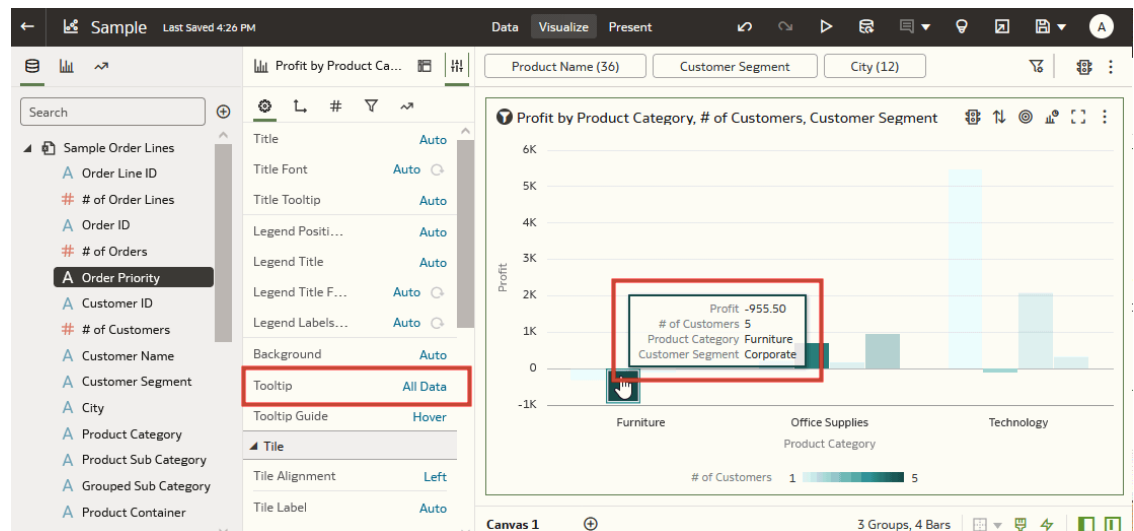 Sample Last Saved 4:26 PM
Data Visualize Present
A
Search
Sample Order Lines
A Order Line ID
# # of Order Lines
A Order ID
# # of Orders
A Order Priority
A Customer ID
# # of Customers
A Customer Name
A Customer Segment
A City
A Product Category
A Product Sub Category
A Grouped Sub Category
A Product Container
Profit by Product Ca...
#
Title Auto
Title Font Auto
Title Tooltip Auto
Legend Positi... Auto
Legend Title Auto
Legend Title F... Auto
Legend Labels... Auto
Background Auto
Tooltip All Data
Tooltip Guide Hover
Tile
Tile Alignment Left
Tile Label Auto
Product Name (36) Customer Segment City (12)
Profit by Product Category, # of Customers, Customer Segment
6K
5K
4K
3K
2K
1K
0
-1K
Profit
Profit -955.50
# of Customers 5
Product Category Furniture
Customer Segment Corporate
Furniture Office Supplies Technology
Product Category
# of Customers 1 5
Canvas 1 3 Groups, 4 Bars